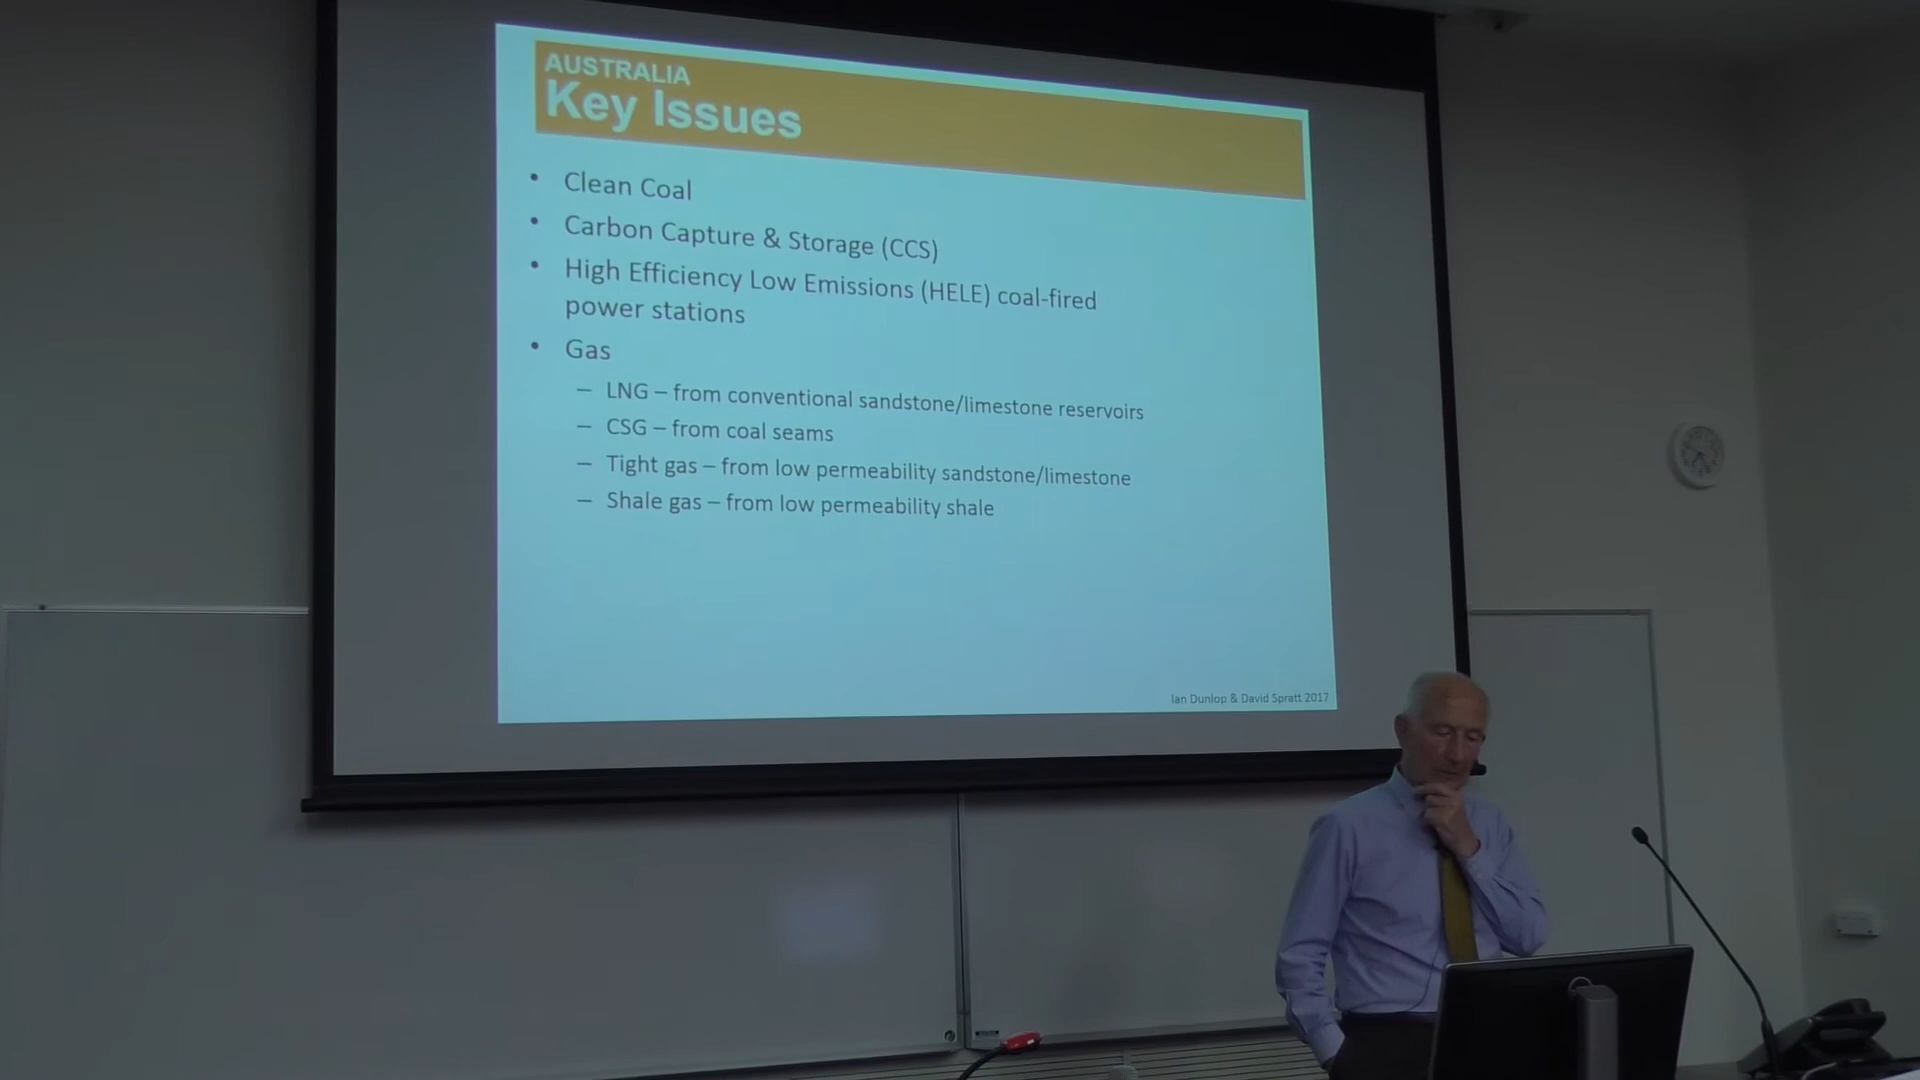 AUSTRALIA
Key Issues
• Clean Coal
• Carbon Capture & Storage (CCS)
• High Efficiency Low Emissions (HELE) coal-fired
power stations
• Gas
– LNG – from conventional sandstone/limestone reservoirs
– CSG – from coal seams
– Tight gas – from low permeability sandstone/limestone
– Shale gas – from low permeability shale
Ian Dunlop & David Spratt 2017